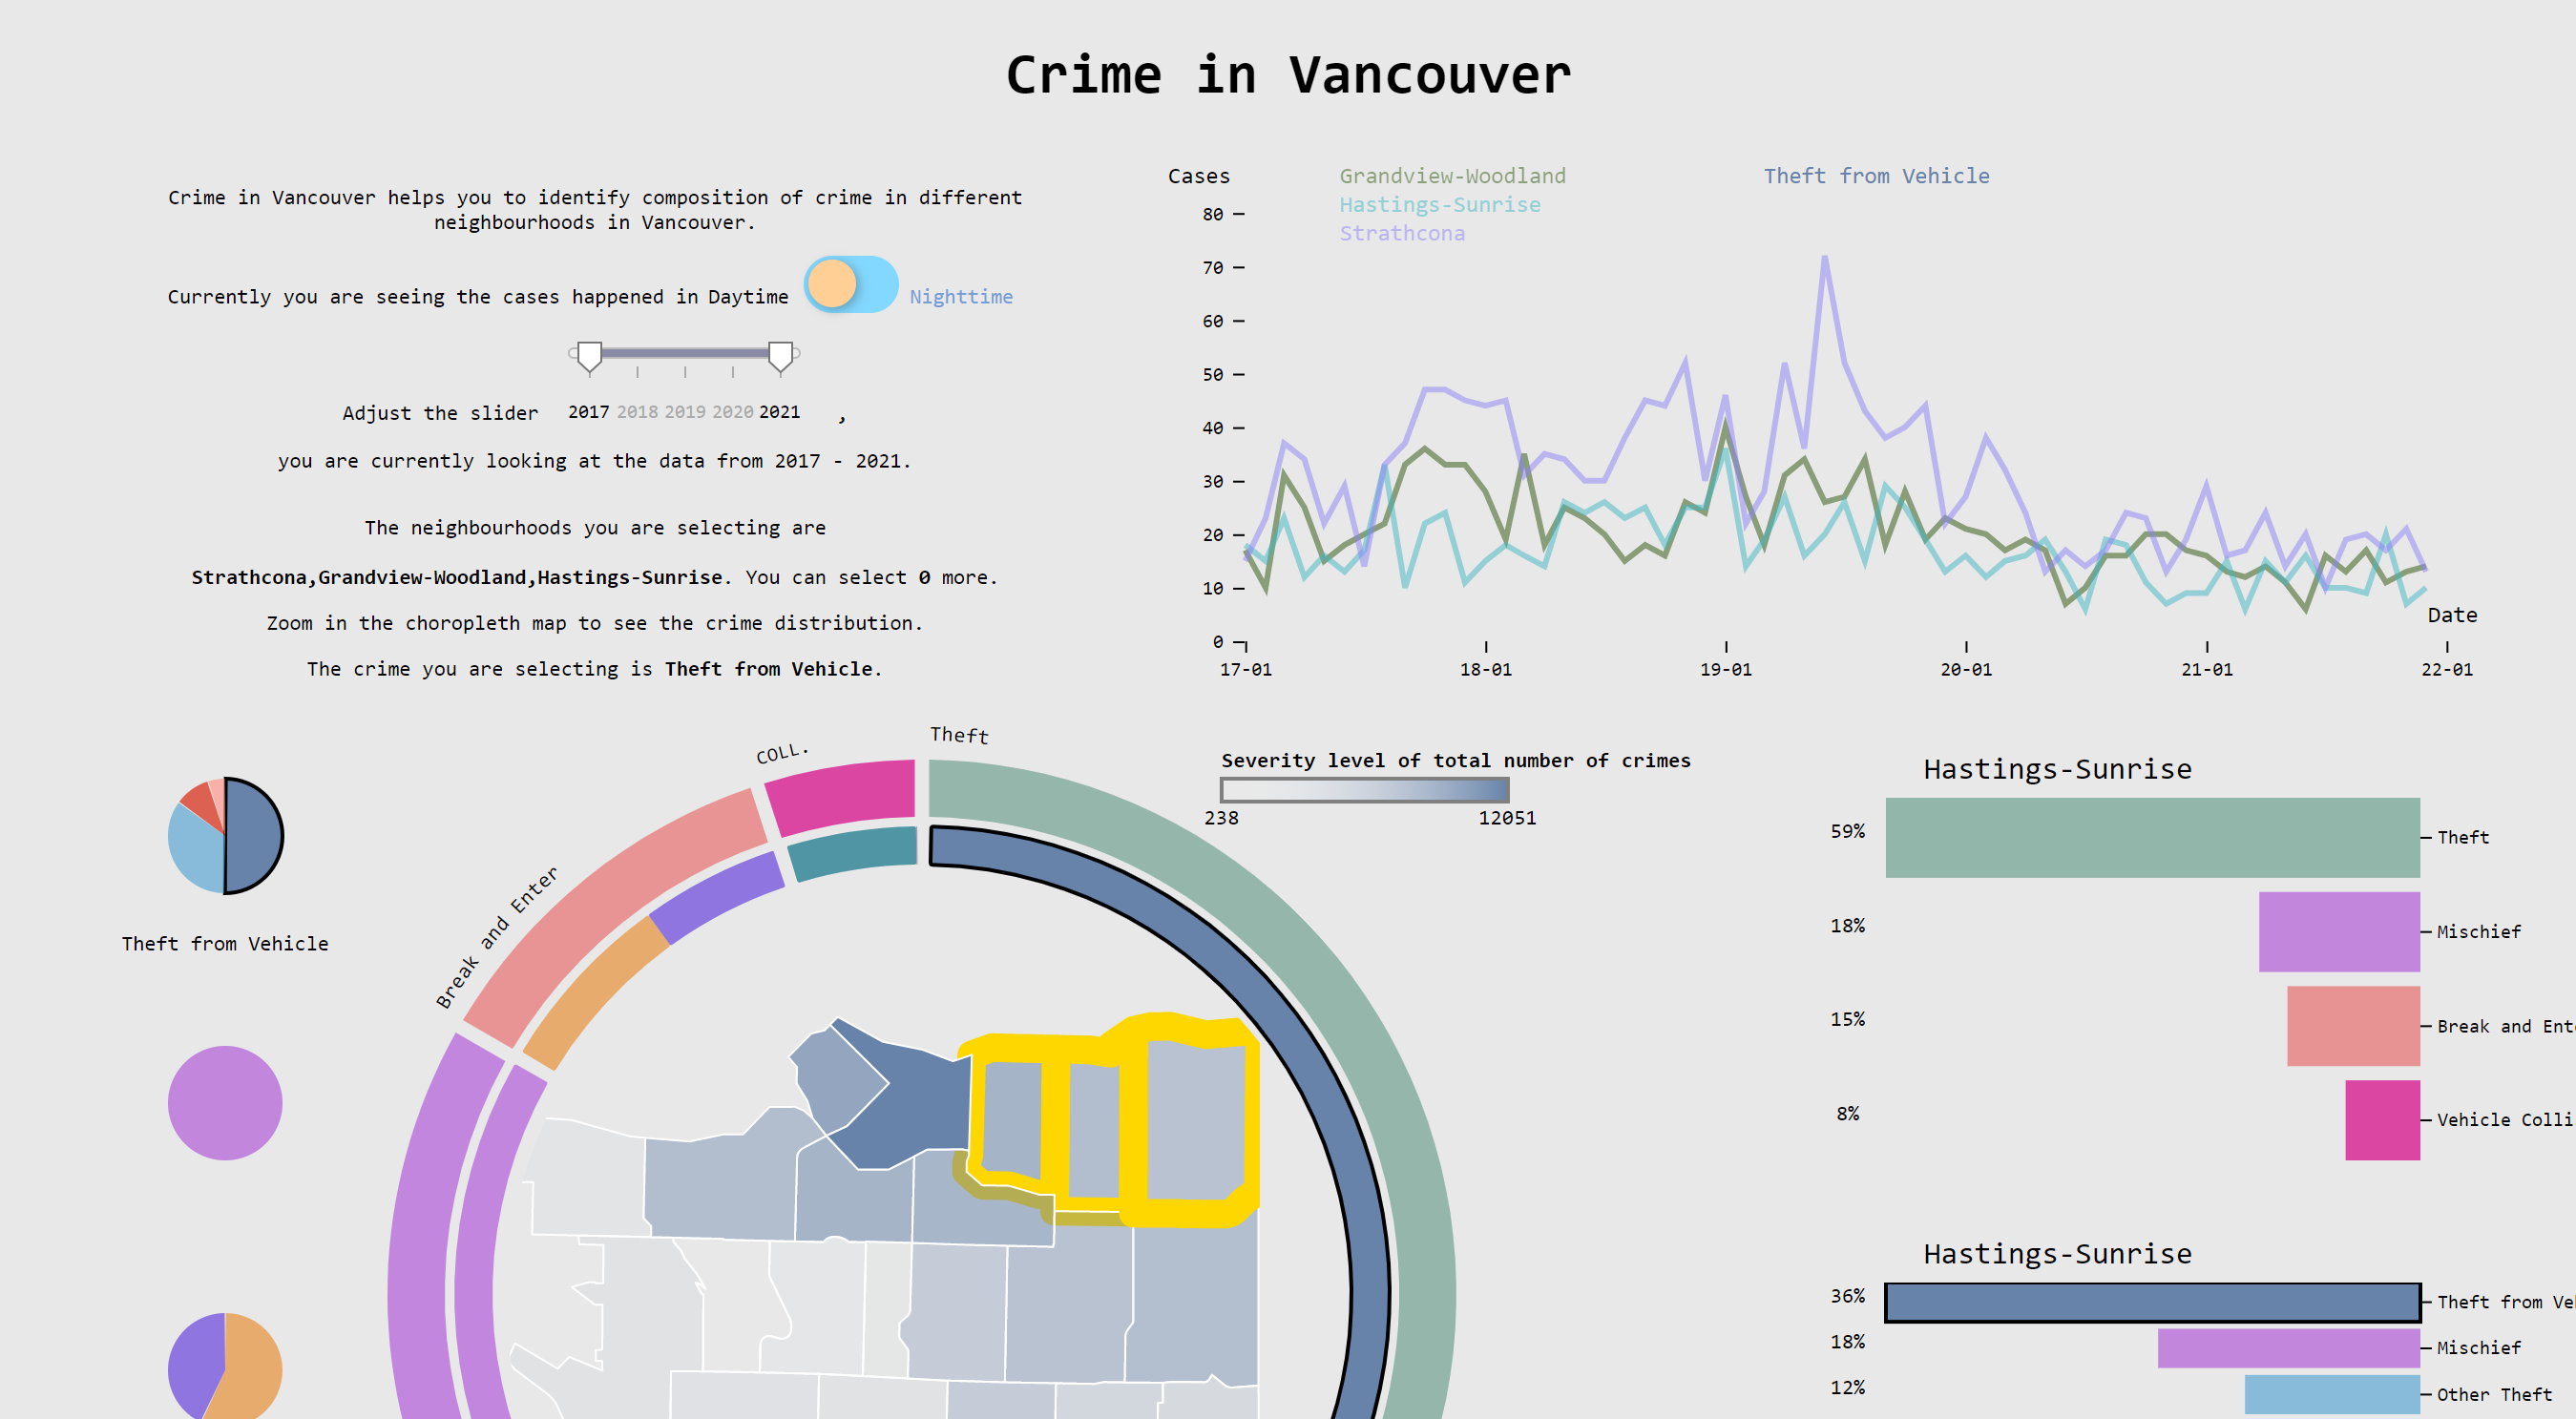 Crime in Vancouver
Crime in Vancouver helps you to identify composition of crime in different
neighbourhoods in Vancouver.
Currently you are seeing the cases happened in Daytime Nighttime
Adjust the slider 2017 2018 2019 2020 2021 ,
you are currently looking at the data from 2017 - 2021.
The neighbourhoods you are selecting are
Strathcona,Grandview-Woodland,Hastings-Sunrise. You can select 0 more.
Zoom in the choropleth map to see the crime distribution.
The crime you are selecting is Theft from Vehicle.
Cases
Grandview-Woodland
Hastings-Sunrise
Strathcona
Theft from Vehicle
80
70
60
50
40
30
20
10
0
17-01 18-01 19-01 20-01 21-01 22-01
Date
Theft from Vehicle
Break and Enter
COLL.
Theft
Severity level of total number of crimes
238 12051
Hastings-Sunrise
59% Theft
18% Mischief
15% Break and Ent
8% Vehicle Colli
Hastings-Sunrise
36% Theft from Ve
18% Mischief
12% Other Theft